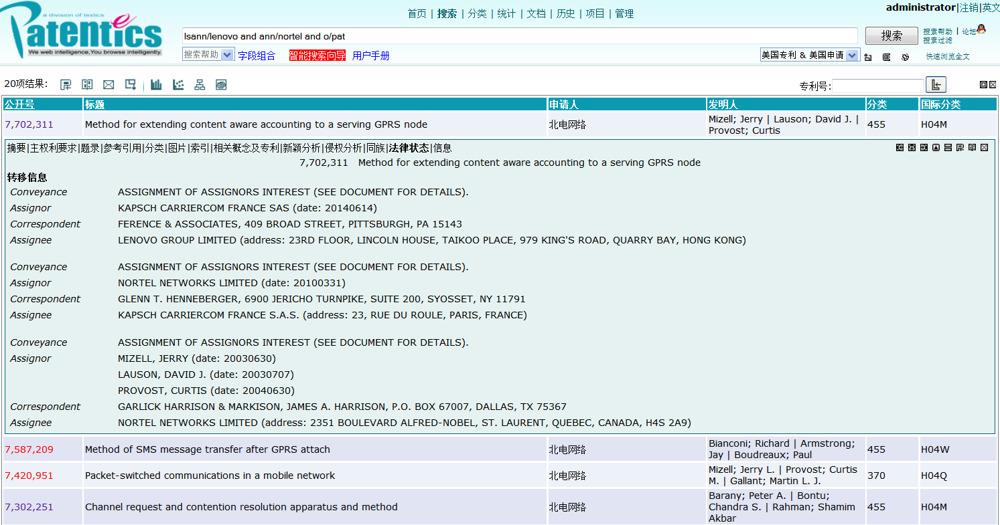 a division of textics
Patentics
We web intelligence,You browse intelligently.
首页 | 搜索 | 分类 | 统计 | 文档 | 历史 | 项目 | 管理
administrator|注销|英文
lsann/lenovo and ann/nortel and o/pat
搜索
搜索帮助 | 论坛
搜索过滤
搜索帮助 字段组合 智能搜索向导 用户手册
美国专利 & 美国申请
快速浏览全文
20项结果:
专利号:
公开号 标题 申请人 发明人 分类 国际分类
7,702,311 Method for extending content aware accounting to a serving GPRS node 北电网络 Mizell; Jerry | Lauson; David J. | 455 H04M
Provost; Curtis
摘要|主权利要求|题录|参考引用|分类|图片|索引|相关概念及专利|新颖分析|侵权分析|同族|法律状态|信息
7,702,311 Method for extending content aware accounting to a serving GPRS node
转移信息
Conveyance ASSIGNMENT OF ASSIGNORS INTEREST (SEE DOCUMENT FOR DETAILS).
Assignor KAPSCH CARRIERCOM FRANCE SAS (date: 20140614)
Correspondent FERENCE & ASSOCIATES, 409 BROAD STREET, PITTSBURGH, PA 15143
Assignee LENOVO GROUP LIMITED (address: 23RD FLOOR, LINCOLN HOUSE, TAIKOO PLACE, 979 KING'S ROAD, QUARRY BAY, HONG KONG)
Conveyance ASSIGNMENT OF ASSIGNORS INTEREST (SEE DOCUMENT FOR DETAILS).
Assignor NORTEL NETWORKS LIMITED (date: 20100331)
Correspondent GLENN T. HENNEBERGER, 6900 JERICHO TURNPIKE, SUITE 200, SYOSSET, NY 11791
Assignee KAPSCH CARRIERCOM FRANCE S.A.S. (address: 23, RUE DU ROULE, PARIS, FRANCE)
Conveyance ASSIGNMENT OF ASSIGNORS INTEREST (SEE DOCUMENT FOR DETAILS).
Assignor MIZELL, JERRY (date: 20030630)
LAUSON, DAVID J. (date: 20030707)
PROVOST, CURTIS (date: 20040630)
Correspondent GARLICK HARRISON & MARKISON, JAMES A. HARRISON, P.O. BOX 67007, DALLAS, TX 75367
Assignee NORTEL NETWORKS LIMITED (address: 2351 BOULEVARD ALFRED-NOBEL, ST. LAURENT, QUEBEC, CANADA, H4S 2A9)
7,587,209 Method of SMS message transfer after GPRS attach 北电网络 Bianconi; Richard | Armstrong; 455 H04W
Jay | Boudreaux; Paul
7,420,951 Packet-switched communications in a mobile network 北电网络 Mizell; Jerry L. | Provost; Curtis 370 H04Q
M. | Gallant; Martin L. J.
7,302,251 Channel request and contention resolution apparatus and method 北电网络 Barany; Peter A. | Bontu; 455 H04M
Chandra S. | Rahman; Shamim
Akbar